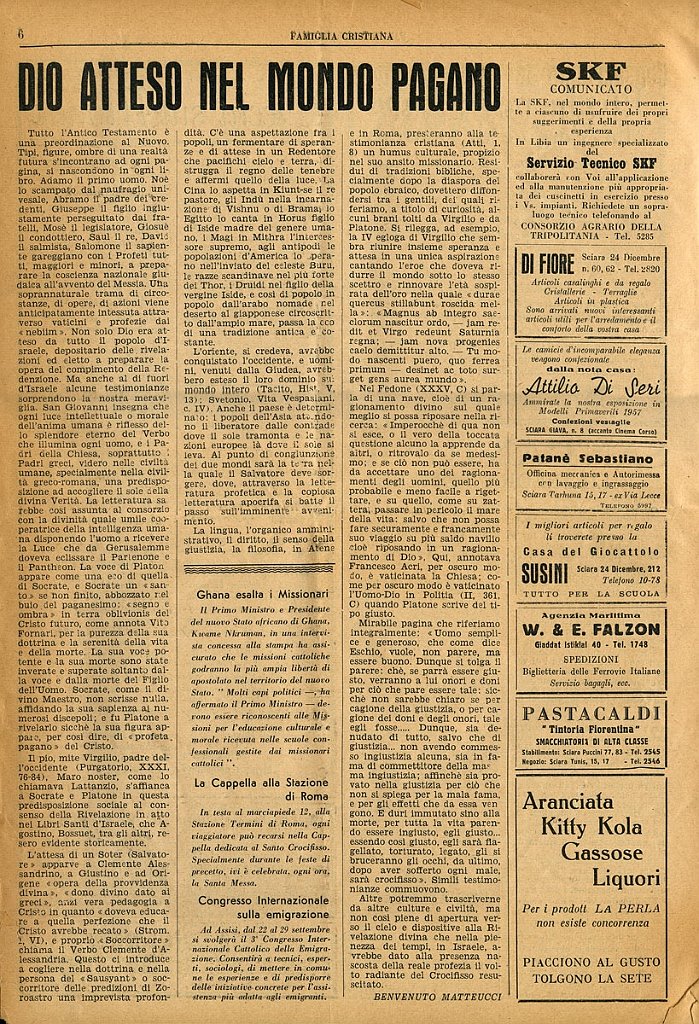 6
FAMIGLIA CRISTIANA
DIO ATTESO NEL MONDO PAGANO
Tutto l'Antico Testamento è
una preordinazione al Nuovo.
Tipi, figure, ombre di una realtà
futura s'incontrano ad ogni pa-
gina, si nascondono in ogni li-
bro. Adamo il primo uomo, Noè
lo scampato dal naufragio uni-
vesale, Abramo il padre dei cre-
denti, Giuseppe il figlio ingiu-
stamente perseguitato dai fra-
telli, Mosè il legislatore, Giosuè
il condottiero, Saul il re, Davide
il salmista, Salomone il sapien-
te gareggiano con i Profeti tutti,
maggiori e minori, a prepa-
rare la coscienza nazionale giu-
daica all'avvento del Messia. Una
soprannaturale trama di circo-
stanze, di opere, di azioni viene
anticipatamente intessuta attra-
verso vaticini e profezie dal
« nebilm ». Non solo Dio era at-
teso da tutto il popolo d'I-
sraele, depositario delle rivela-
zioni ed eletto a preparare la
opera del compimento della Re-
denzione. Ma anche al di fuori
d'Israele alcune testimonianze
sorprendono la nostra meravi-
glia. San Giovanni insegna che
ogni luce intellettuale o morale
dell'anima umana è riflesso del-
lo splendore eterno del Verbo
che illumina ogni uomo, e i Pa-
dri della Chiesa, soprattutto i
Padri greci, videro nelle civiltà
umane, specialmente nella civil-
tà greco-romana, una predispo-
sizione ad accogliere il sole della
divina Verità. La letteratura sa-
rebbe così assunta al consorzio
con la divinità quale umile coo-
peratrice della intelligenza uma-
na disponendo l'uomo a ricevere
la Luce che da Gerusalemme
doveva eclissare il Partenone e
il Pantheon. La voce di Platone
appare come una eco di quella
di Socrate, e Socrate un « san-
to » se non finito, abbozzato nel
buio del paganesimo: « segno e
ombra » in terra di Cristo
futuro, come annota Vito
Fornari, per la purezza della sua
dottrina e la serenità della vita
e della morte. La sua voce po-
tente e la sua morte sono state
inverate e superate soltanto dal-
la voce e dalla morte del Figlio
dell'Uomo. Socrate, come il di-
vino Maestro, non scrisse nulla,
affidando la sua sapienza ai nu-
merosi discepoli; e fu Platone a
rivelarlo sicchè la sua figura ap-
pare, per così dire, di « profeta
pagano » del Cristo.
Il pio, mite Virgilio, padre del-
l'occidente (Purgatorio, XXXI,
76-84), Maro noster, come lo
chiamava Lattanzio, s'affianca
a Socrate e Platone in questa
predisposizione sociale al con-
senso della Rivelazione in atto
nei Libri Santi d'Israele, che A-
gostino, Bossuet, tra gli altri, re-
sero evidente storicamente.
L'attesa di un Soter (Salvato-
re » apparve a Clemente Ales-
sandrino, a Giustino e ad Ori-
gene « opera della provvidenza
divina », « dono divino dato ai
greci », anzi vera pedagogia a
Cristo in quanto « doveva educa-
re a quella perfezione che il
Cristo avrebbe recato » (Strom.
I, VI), e proprio « Soccorritore »
chiama il Verbo Clemente d'A-
lessandria. Questo ci introduce
a cogliere nella dottrina e nella
persona del « Sausyant » o soc-
corritore delle predizioni di Zo-
roastro una imprevista profon-
dità. C'è una aspettazione fra i
popoli, un fermentare di speran-
ze e di attese in un Redentore
che pacifichi cielo e terra, di-
strugga il regno delle tenebre
e affermi quello della luce. La
Cina lo aspetta in Kiunt-se il re
pastore, gli Indù nella incarna-
zione di Vishnu o di Brama, lo
Egitto lo canta in Horus figlio
di Iside madre del genere uma-
no, i Magi in Mithra l'interces-
sore supremo, agli antipodi le
popolazioni d'America lo spe-
rano nell'inviato del celeste Buru,
le razze scandinave nel più forte
del Thor, i Druidi nel figlio della
vergine Iside, e così di popolo in
popolo dall'arabo nomade nel
deserto al giapponese circoscrit-
to dall'ampio mare, passa la eco
di una tradizione antica e co-
stante.
L'oriente, si credeva, avrebbe
conquistato l'occidente, e uomi-
ni, venuti dalla Giudea, avreb-
bero esteso il loro dominio sul
mondo intero (Tacito, Hist., V,
13); Svetonio, Vita Vespasiani,
c. IV). Anche il paese è determi-
nato: i popoli dell'Asia attendono
il liberatore dalle contrade
dove il sole tramonta e le na-
zioni europee là dove il sole si
leva. Al punto di congiunzione
dei due mondi sarà la terra nel-
la quale il Salvatore deve sor-
gere, dove, attraverso la lette-
ratura profetica e la copiosa
letteratura apocrifa si batte il
passo sull'imminente avveni-
mento.
La lingua, l'organico ammini-
strativo, il diritto, il senso della
giustizia, la filosofia, in Atene
Ghana esalta i Missionari
Il Primo Ministro e Presidente
del nuovo Stato africano di Ghana,
Kwame Nkruman, in una intervi-
sta concessa alla stampa ha assi-
curato che le missioni cattoliche
godranno la più ampia libertà di
apostolato nel territorio del nuovo
Stato. " Molti capi politici —, ha
affermato il Primo Ministro — de-
vono essere riconoscenti alle Mis-
sioni per l'educazione culturale e
morale ricevuta nelle scuole con-
fessionali gestite dai missionari
cattolici ".
La Cappella alla Stazione
di Roma
In testa al marciapiede 12, alla
Stazione Termini di Roma, ogni
viaggiatore può recarsi nella Cap-
pella dedicata al Santo Crocifisso.
Specialmente durante le feste di
precetto, ivi è celebrata, ogni ora,
la Santa Messa.
Congresso Internazionale
sulla emigrazione
Ad Assisi, dal 22 al 29 settembre
si svolgerà il 3° Congresso Inter-
nazionale Cattolico della Emigra-
zione. Consentirà a tecnici, esper-
ti, sociologi, di mettere in comu-
ne le esperienze e di predisporre
delle iniziative concrete per l'assi-
stenza più adatta agli emigranti.
e in Roma, presteranno alla te-
stimonianza cristiana (Atti, 1,
8) un humus culturale, propizio
nel suo ansito missionario. Resi-
dui di tradizioni bibliche, spe-
cialmente dopo la diaspora del
popolo ebraico, dovettero diffon-
dersi tra i gentili, dei quali ri-
feriamo, a titolo di curiosità, al-
cuni brani tolti da Virgilio e da
Platone. Si rilegga, ad esempio,
la IV egloga di Virgilio che sem-
bra riunire insieme speranza e
attesa in una unica aspirazione
cantando l'eroe che doveva ri-
durre il mondo sotto lo stesso
scettro e rinnovare l'età so-
spirata dell'oro nella quale « durae
quercus stillabunt roscida mel-
la »: « Magnus ab integro sae-
clorum nascitur ordo, — jam re-
dit et Virgo redeunt Saturnia
regna; — jam nova progenies
caelo demittitur alto. — Tu mo-
do nascenti puero, quo ferrea
primum — desinet ac toto sur-
get gens aurea mundo ».
Nel Fedone (XXXV, C) si par-
la di una nave, cioè di un ra-
gionamento divino sul quale
meglio si possa riposare nella ri-
cerca: « Imperocchè di qua non
si esce, o il vero della toccata
questione alcuno la apprende da
altri, o ritrovalo da se medesi-
mo; e se ciò non può essere, ha
da accettare uno dei ragiona-
menti degli uomini, quello più
probabile e meno facile a riget-
tare, e su quello, come su zat-
tera, passare in pericolo il mare
della vita: salvo che non possa
fare securamente e francamente
suo viaggio su più saldo navilio
cioè riposando in un ragionamen-
to di Dio ». Qui, annotava
Francesco Acri, per oscuro mo-
do, è vaticinata la Chiesa; co-
me per oscuro modo è vaticinato
l'Uomo-Dio in Politia (II, 361,
C) quando Platone scrive del ti-
po giusto.
Mirabile pagina che riferiamo
integralmente: « Uomo semplic-
e e generoso, che come dice
Eschio, vuole, non parere, ma
essere buono. Dunque si tolga il
parere: chè, se parrà essere giu-
sto, verranno a lui onori e doni
per ciò che pare essere tale: sic-
chè non sarebbe chiaro se per
cagione della giustizia, o per ca-
gione dei doni e degli onori, tale
egli fosse..... Dunque, sia de-
nudato di tutto, salvo che di
giustizia... non avendo commes-
so ingiustizia alcuna, sia in fa-
ma di commettitore della mas-
sima ingiustizia; affinchè sia pro-
vato nella giustizia per ciò che
non si spiega per la mala fama,
e per gli effetti che da essa ven-
gono. E duri immutato sino alla
morte, per tutta la vita paren-
do essere ingiusto, egli giusto...
essendo così giusto, egli sarà fla-
gellato, torturato, legato, gli si
bruceranno gli occhi, da ultimo,
dopo aver sofferto ogni male,
sarà crocifisso ». Simili testimo-
nianze commuovono.
Altre potremmo trascriverne
da altre culture e civiltà, ma
non così piene di apertura verso
il cielo e dispositive alla Ri-
velazione divina che nella pie-
nezza dei tempi, in Israele, a-
vrebbe dato alla presenza na-
scosta della reale profezia il volto
radiante del Crocifisso resu-
scitato.
BENVENUTO MATTEUCCI
SKF
COMUNICATO
La SKF, nel mondo intero, permet-
te a ciascuno di usufruire dei propri
suggerimenti e della propria
esperienza
In Libia un ingegnere specializzato
del
Servizio Tecnico SKF
collaborerà con Voi all'applicazione
ed alla manutenzione più appropria-
ta dei cuscinetti in esercizio presso
i Vs. impianti. Richiedete un sopra-
luogo tecnico telefonando al
CONSORZIO AGRARIO DELLA
TRIPOLITANIA - Tel. 5285
DI FIORE
Sciara 24 Dicembre
n. 60, 62 - Tel. 2820
Articoli casalinghi e da regalo
Cristallerie - Terraglie
Articoli in plastica
Sono arrivati nuovi interessanti
articoli utili per l'arredamento e il
conforto della vostra casa
Le camicie d'incomparabile eleganza
vengono confezionate
dalla nota casa:
Attilio Di Seri
Ammirate la nostra esposizione in
Modelli Primaverili 1957
Confezioni vestaglie
SCIARA GIAVA, n. 8 (accanto Cinema Corso)
Patanè Sebastiano
Officina meccanica e Autorimessa
con lavaggio e ingrassaggio
Sciara Tarhuna 15, 17 - ex Via Lecce
TELEFONO 5997
I migliori articoli per regalo
li troverete presso la
Casa del Giocattolo
SUSINI
Sciara 24 Dicembre, 212
Telefono 10-78
TUTTO PER LA SCUOLA
Agenzia Marittima
W. & E. FALZON
Giaddat Istiklal 40 - Tel. 1748
SPEDIZIONI
Biglietteria delle Ferrovie Italiane
Servizio bagagli, ecc.
PASTACALDI
"Tintoria Fiorentina"
SMACCHIATORIA DI ALTA CLASSE
Stabilimento: Sciara Puccini 77, 83 - Tel. 2545
Negozio: Sciara Tunis, 15, 17 - Tel. 2546
Aranciata
Kitty Kola
Gassose
Liquori
Per i prodotti LA PERLA
non esiste concorrenza
PIACCIONO AL GUSTO
TOLGONO LA SETE